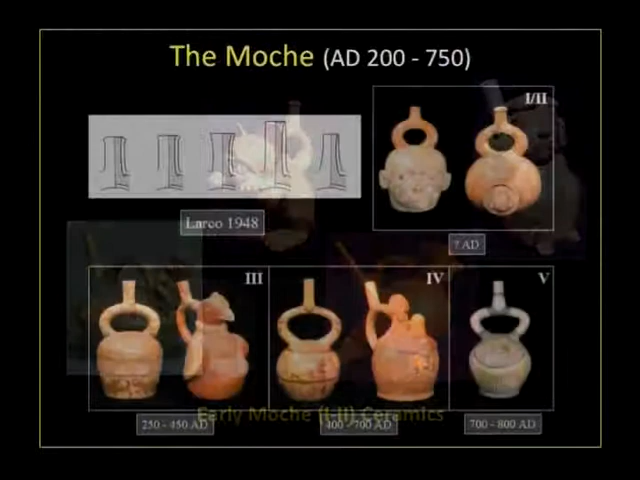 The Moche (AD 200 - 750)
I/II
Larco 1948
? AD
III
IV
V
Early Moche (I-II) Ceramics
250 - 450 AD
400 - 700 AD
700 - 800 AD